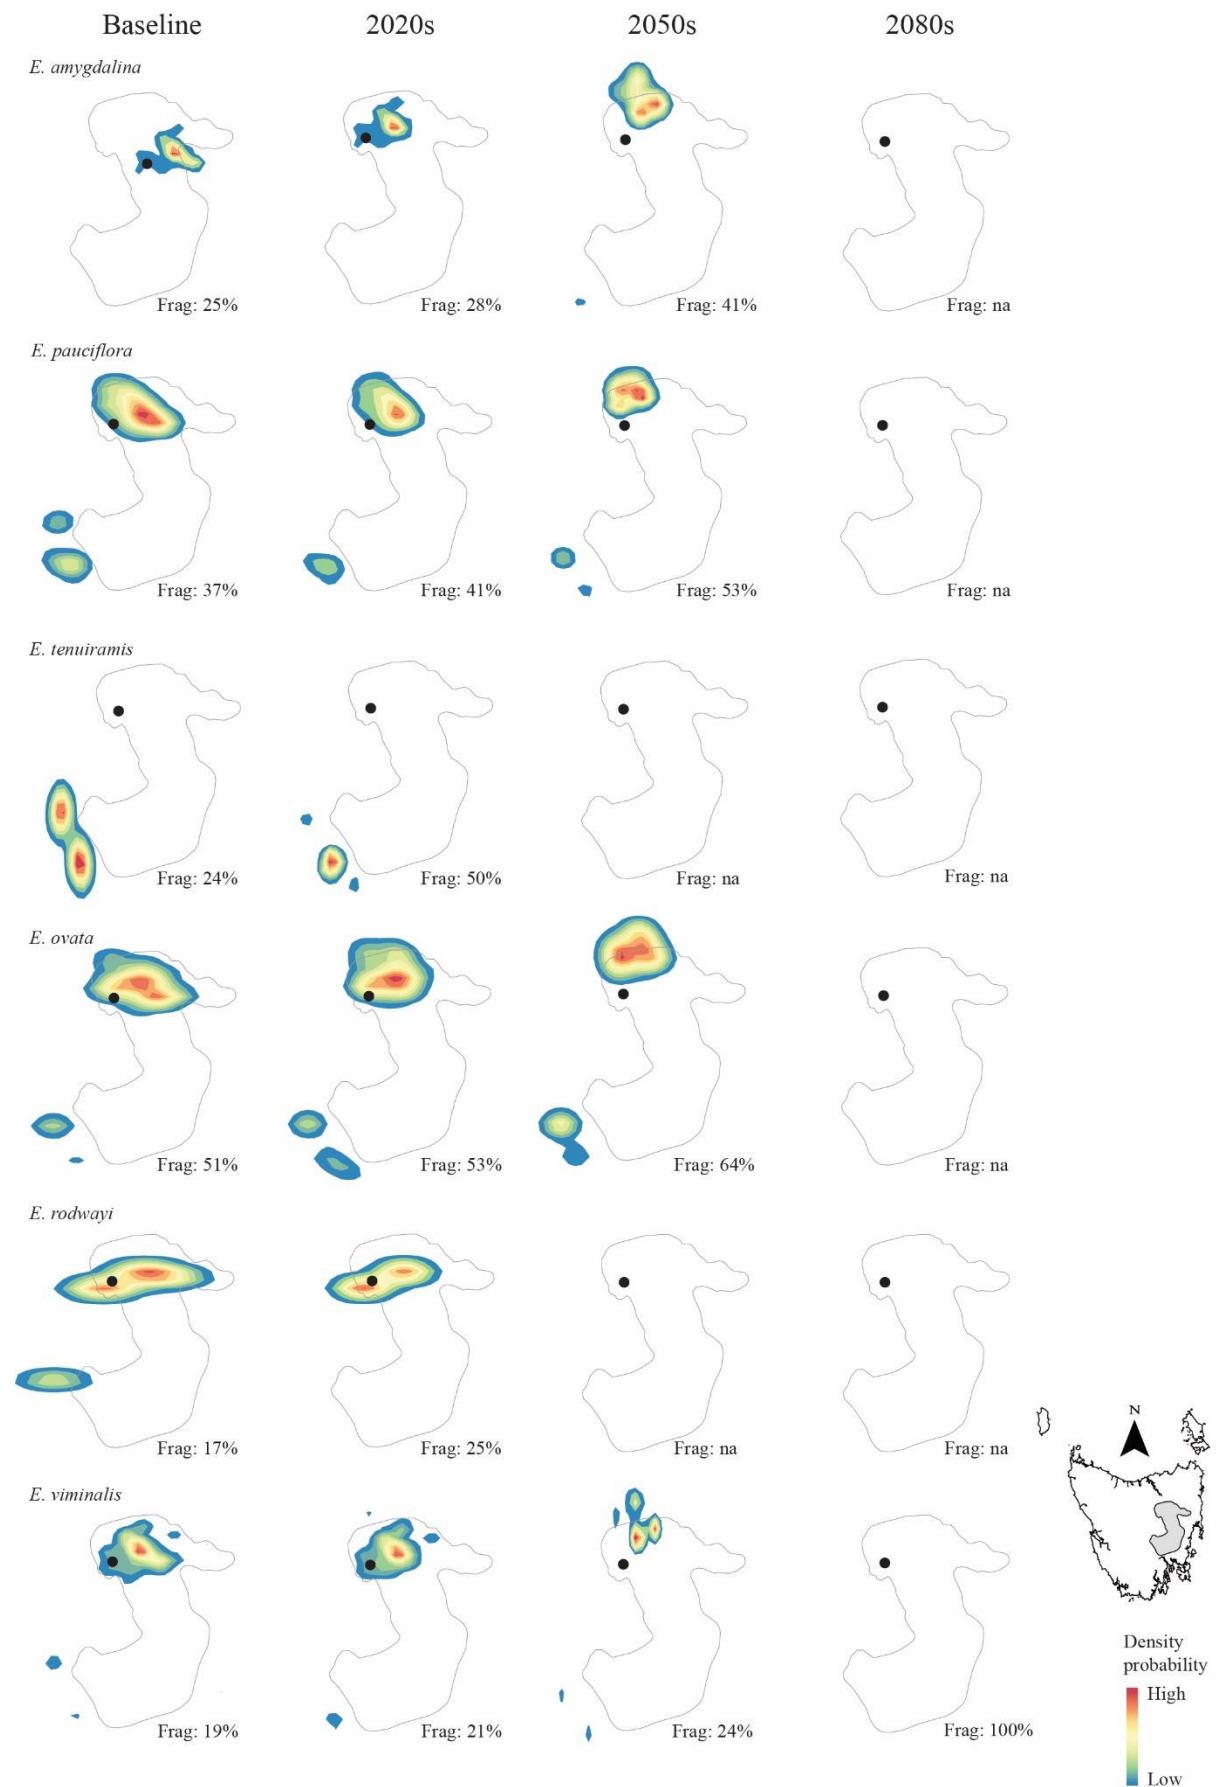 Baseline 2020s 2050s 2080s
E. amygdalina
Frag: 25% Frag: 28% Frag: 41% Frag: na
E. pauciflora
Frag: 37% Frag: 41% Frag: 53% Frag: na
E. tenuiramis
Frag: 24% Frag: 50% Frag: na Frag: na
E. ovata
Frag: 51% Frag: 53% Frag: 64% Frag: na
E. rodwayi
Frag: 17% Frag: 25% Frag: na Frag: na
E. viminalis
Frag: 19% Frag: 21% Frag: 24% Frag: 100%
N
Density
probability
High
Low